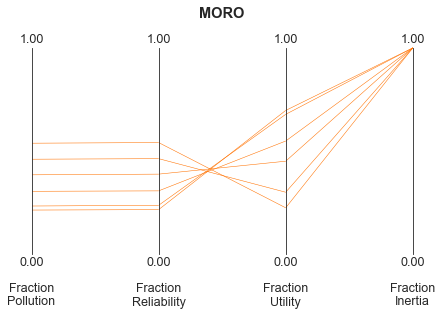 MORO
1.00 1.00 1.00 1.00
0.00 0.00 0.00 0.00
Fraction Fraction Fraction Fraction
Pollution Reliability Utility Inertia